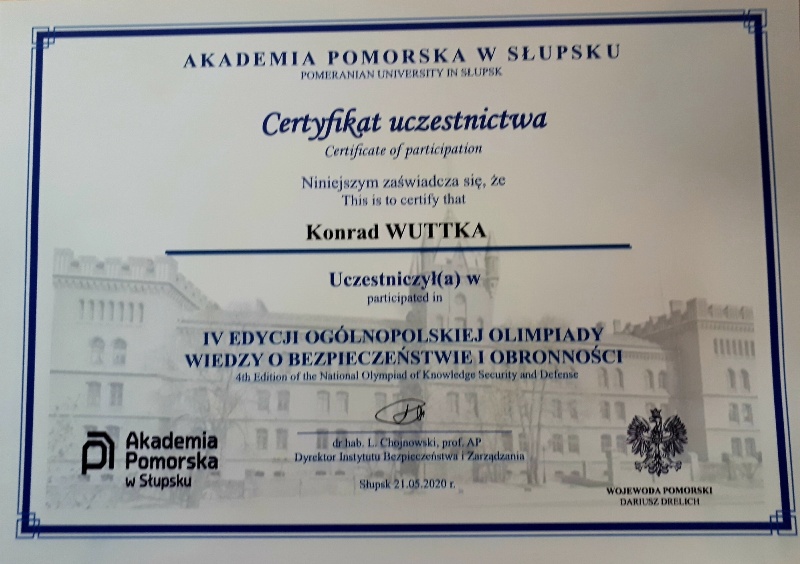 AKADEMIA POMORSKA W SŁUPSKU
POMERANIAN UNIVERSITY IN SŁUPSK
Certyfikat uczestnictwa
Certificate of participation
Niniejszym zaświadcza się, że
This is to certify that
Konrad WUTTKA
Uczestniczył(a) w
participated in
IV EDYCJI OGÓLNOPOLSKIEJ OLIMPIADY
WIEDZY O BEZPIECZEŃSTWIE I OBRONNOŚCI
4th Edition of the National Olympiad of Knowledge Security and Defense
dr hab. L. Chojnowski, prof. AP
Dyrektor Instytutu Bezpieczeństwa i Zarządzania
Słupsk 21.05.2020 r.
Akademia
Pomorska
w Słupsku
WOJEWODA POMORSKI
DARIUSZ DRELICH